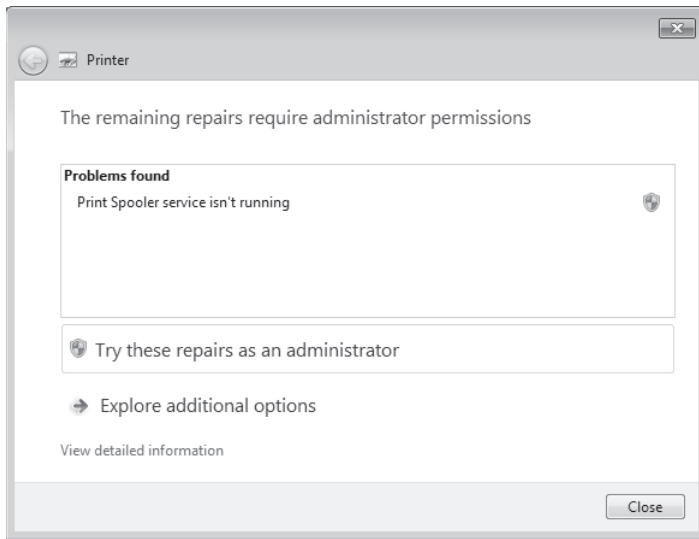 Printer
The remaining repairs require administrator permissions
Problems found
Print Spooler service isn't running
Try these repairs as an administrator
Explore additional options
View detailed information
Close